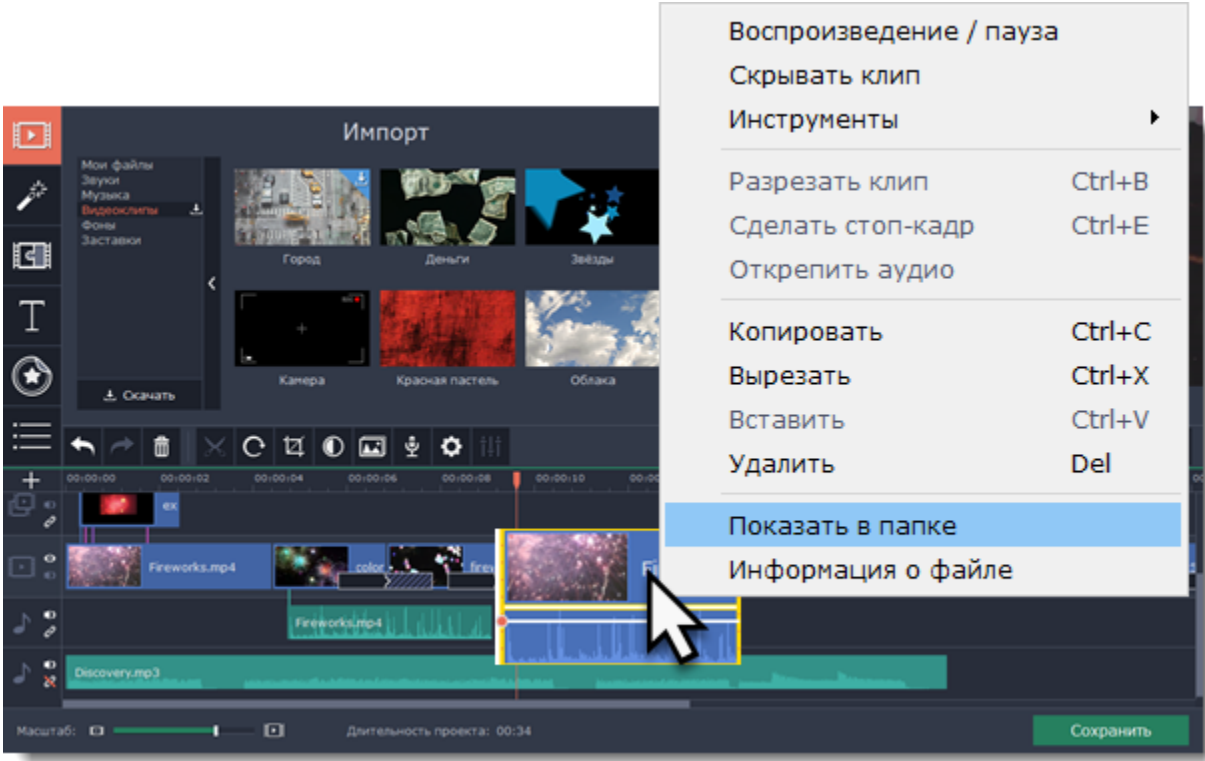 Воспроизведение / пауза
Скрывать клип
Инструменты
Разрезать клип Ctrl+B
Сделать стоп-кадр Ctrl+E
Открепить аудио
Копировать Ctrl+C
Вырезать Ctrl+X
Вставить Ctrl+V
Удалить Del
Показать в папке
Информация о файле
Импорт
Мои файлы
Звуки
Музыка
Видеоклипы
Фоны
Заставки
Скачать
Город Деньги Звёзды
Камера Красная пастель Облака
00:00:00 00:00:02 00:00:04 00:00:06 00:00:08 00:00:10
ex
Fireworks.mp4 color
Fireworks.mp4
Discovery.mp3
Масштаб: Длительность проекта: 00:34 Сохранить